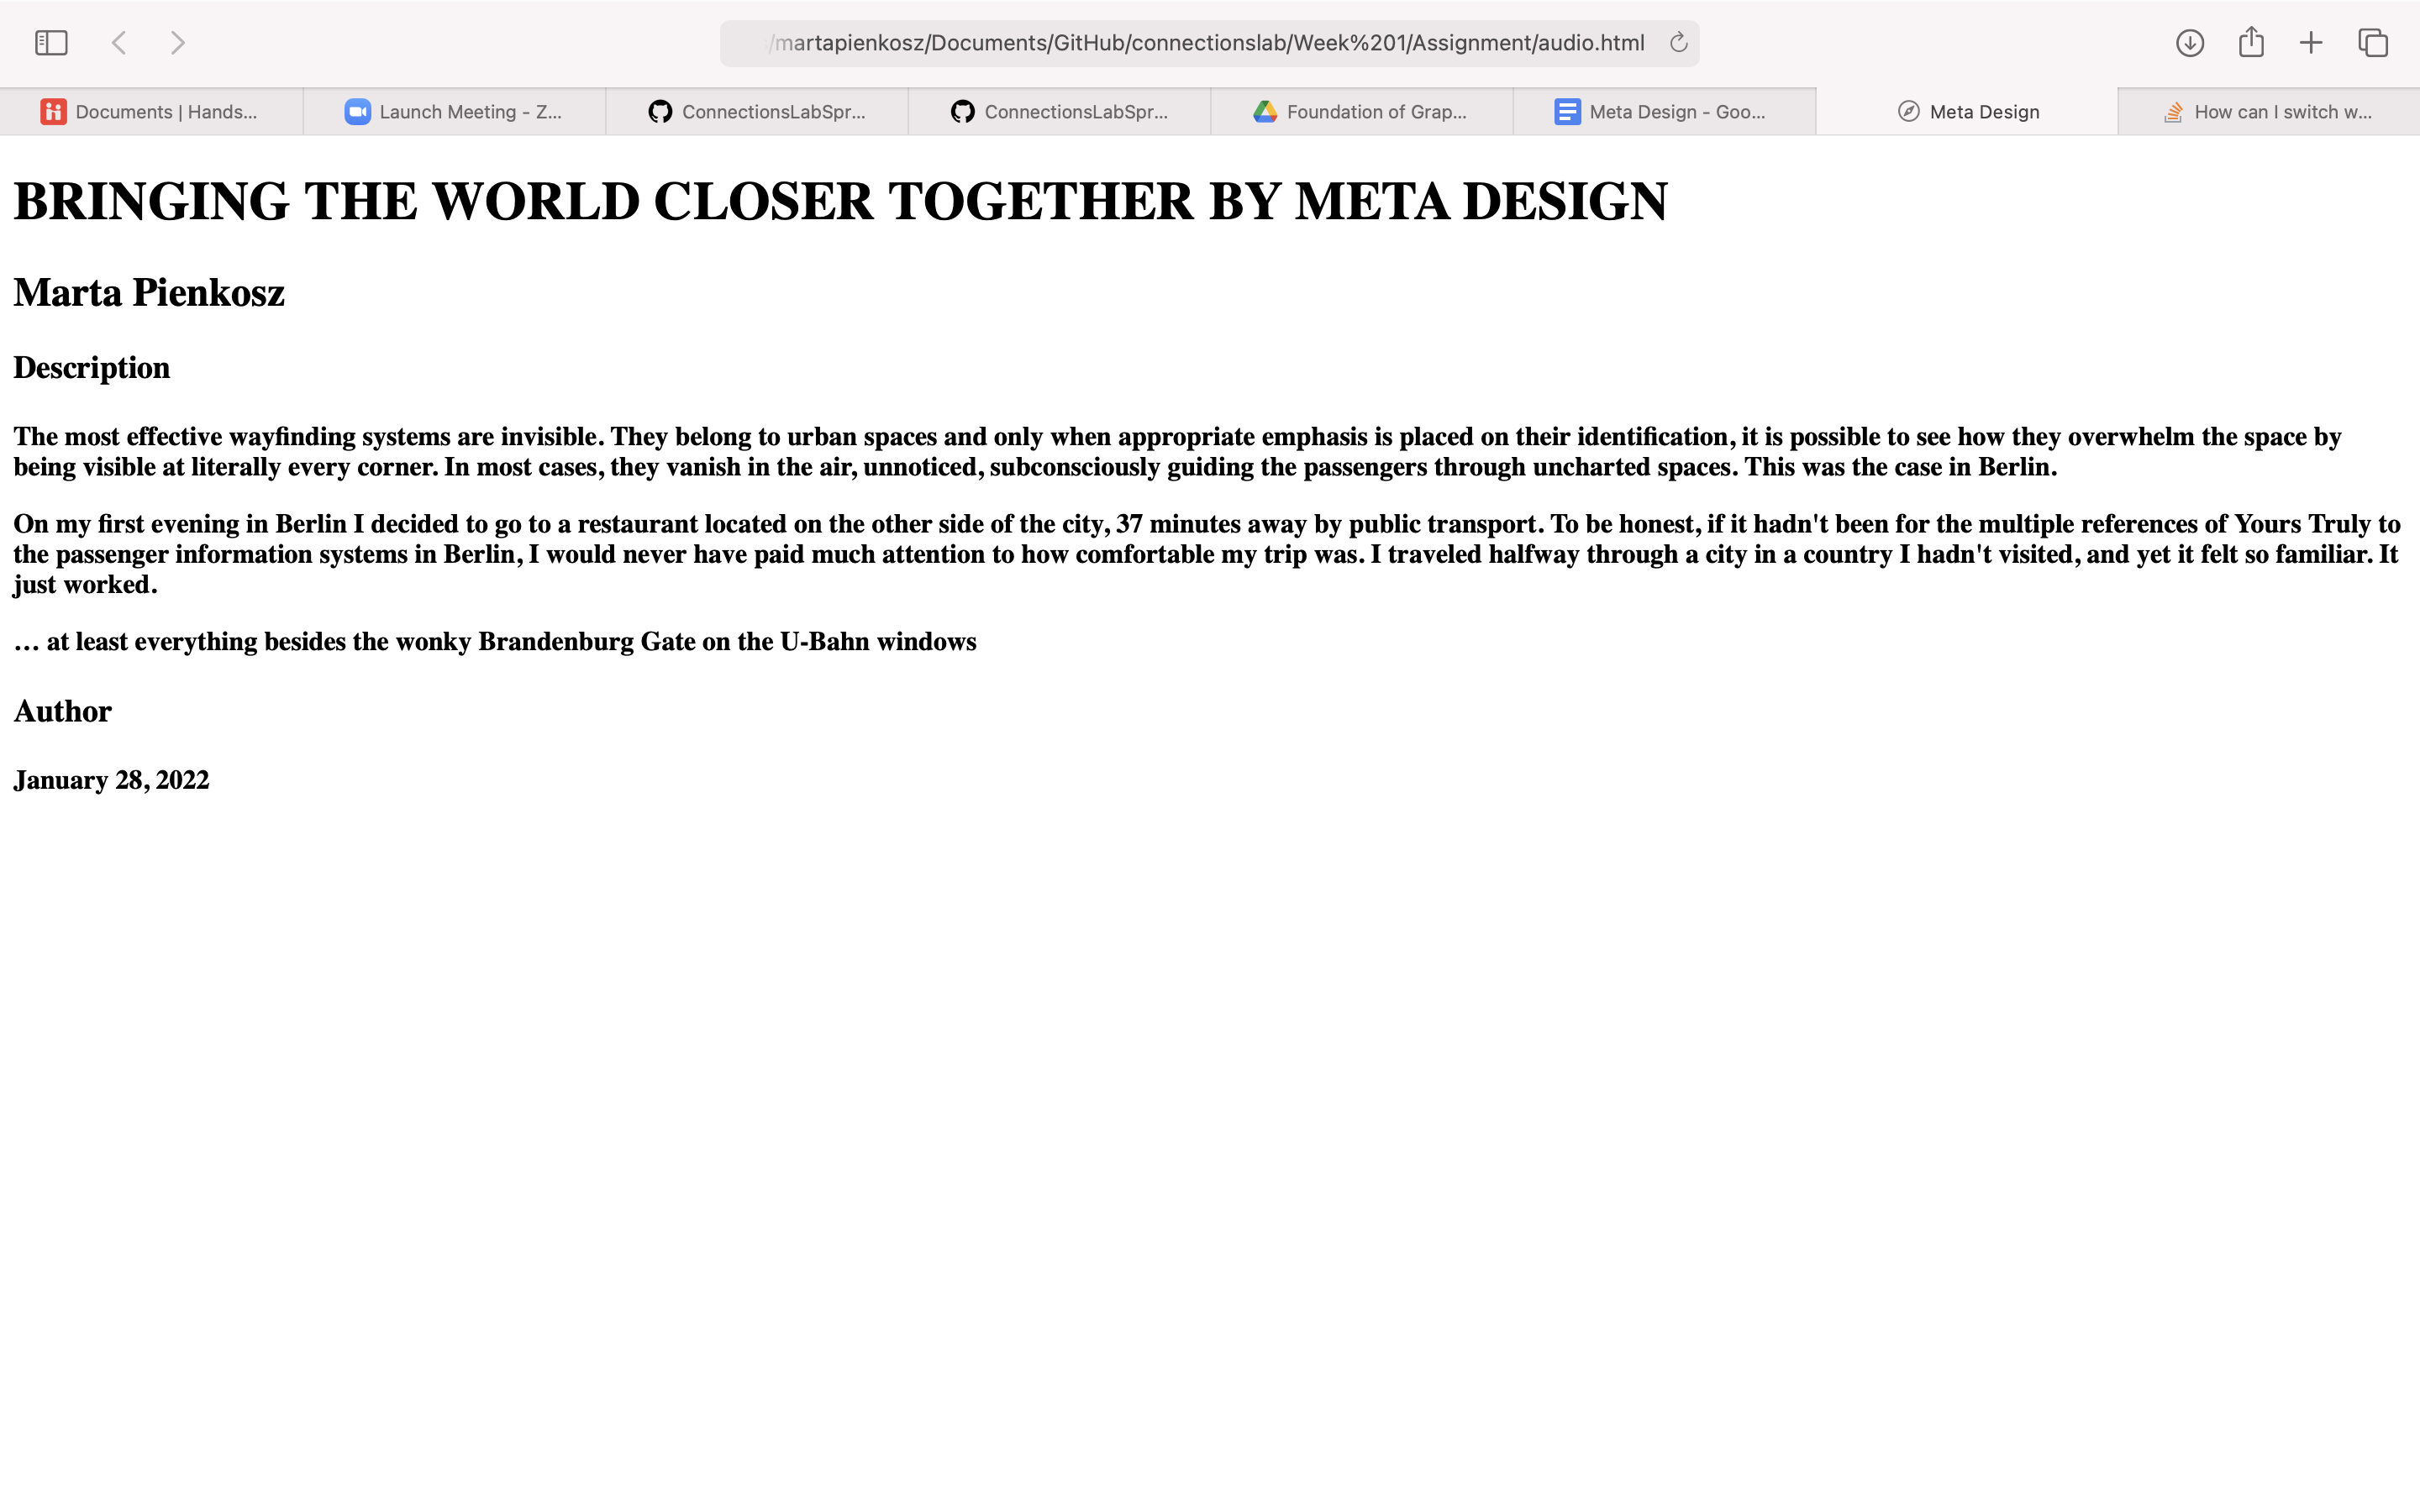 /martapienkosz/Documents/GitHub/connectionslab/Week%201/Assignment/audio.html
Documents | Hands...
Launch Meeting - Z...
ConnectionsLabSpr...
ConnectionsLabSpr...
Foundation of Grap...
Meta Design - Goo...
Meta Design
How can I switch w...
BRINGING THE WORLD CLOSER TOGETHER BY META DESIGN
Marta Pienkosz
Description
The most effective wayfinding systems are invisible. They belong to urban spaces and only when appropriate emphasis is placed on their identification, it is possible to see how they overwhelm the space by
being visible at literally every corner. In most cases, they vanish in the air, unnoticed, subconsciously guiding the passengers through uncharted spaces. This was the case in Berlin.
On my first evening in Berlin I decided to go to a restaurant located on the other side of the city, 37 minutes away by public transport. To be honest, if it hadn't been for the multiple references of Yours Truly to
the passenger information systems in Berlin, I would never have paid much attention to how comfortable my trip was. I traveled halfway through a city in a country I hadn't visited, and yet it felt so familiar. It
just worked.
… at least everything besides the wonky Brandenburg Gate on the U-Bahn windows
Author
January 28, 2022